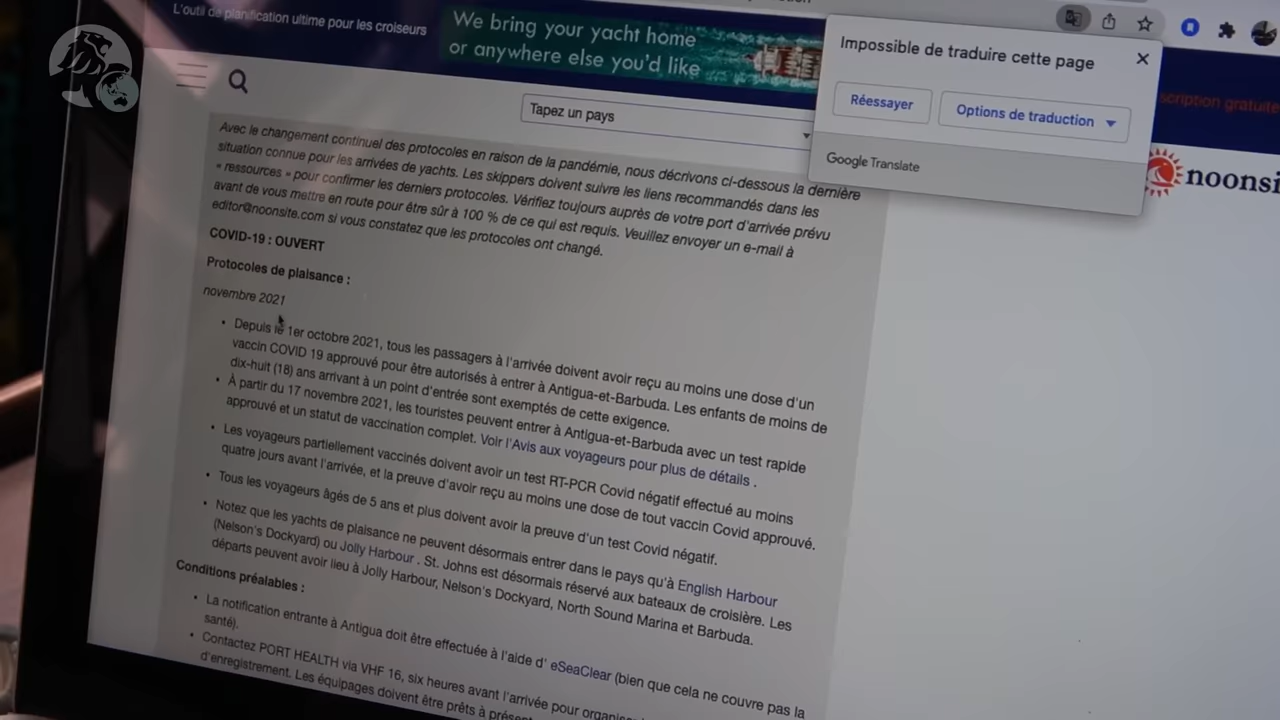 L'outil de planification ultime pour les croiseurs
We bring your yacht home
or anywhere else you'd like
Impossible de traduire cette page
Réessayer
Options de traduction
Google Translate
scription gratuite
noonsi
Tapez un pays
Avec le changement continuel des protocoles en raison de la pandémie, nous décrivons ci-dessous la dernière
situation connue pour les arrivées de yachts. Les skippers doivent suivre les liens recommandés dans les
« ressources » pour confirmer les derniers protocoles. Vérifiez toujours auprès de votre port d'arrivée prévu
avant de vous mettre en route pour être sûr à 100 % de ce qui est requis. Veuillez envoyer un e-mail à
editor@noonsite.com si vous constatez que les protocoles ont changé.
COVID-19 : OUVERT
Protocoles de plaisance :
novembre 2021
• Depuis le 1er octobre 2021, tous les passagers à l'arrivée doivent avoir reçu au moins une dose d'un
vaccin COVID 19 approuvé pour être autorisés à entrer à Antigua-et-Barbuda. Les enfants de moins de
dix-huit (18) ans arrivant à un point d'entrée sont exemptés de cette exigence.
• À partir du 17 novembre 2021, les touristes peuvent entrer à Antigua-et-Barbuda avec un test rapide
approuvé et un statut de vaccination complet. Voir l'Avis aux voyageurs pour plus de détails .
• Les voyageurs partiellement vaccinés doivent avoir un test RT-PCR Covid négatif effectué au moins
quatre jours avant l'arrivée, et la preuve d'avoir reçu au moins une dose de tout vaccin Covid approuvé.
• Tous les voyageurs âgés de 5 ans et plus doivent avoir la preuve d'un test Covid négatif.
• Notez que les yachts de plaisance ne peuvent désormais entrer dans le pays qu'à English Harbour
(Nelson's Dockyard) ou Jolly Harbour . St. Johns est désormais réservé aux bateaux de croisière. Les
départs peuvent avoir lieu à Jolly Harbour, Nelson's Dockyard, North Sound Marina et Barbuda.
Conditions préalables :
• La notification entrante à Antigua doit être effectuée à l'aide d' eSeaClear (bien que cela ne couvre pas la
santé).
• Contactez PORT HEALTH via VHF 16, six heures avant l'arrivée pour organiser
d'enregistrement. Les équipages doivent être prêts à